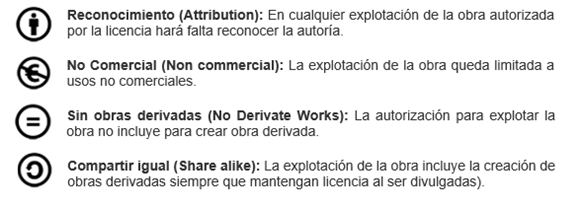 Reconocimiento (Attribution): En cualquier explotación de la obra autorizada
por la licencia hará falta reconocer la autoría.
No Comercial (Non commercial): La explotación de la obra queda limitada a
usos no comerciales.
Sin obras derivadas (No Derivate Works): La autorización para explotar la
obra no incluye para crear obra derivada.
Compartir igual (Share alike): La explotación de la obra incluye la creación de
obras derivadas siempre que mantengan licencia al ser divulgadas).